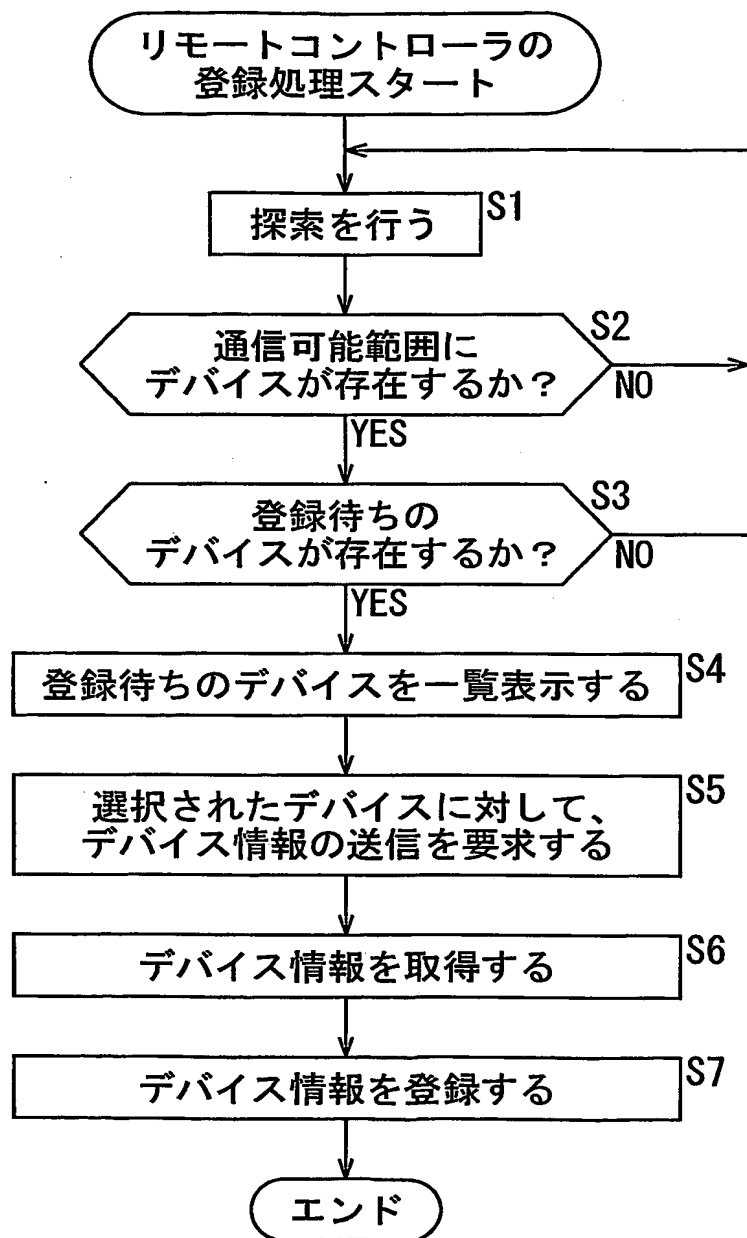 リモートコントローラの
登録処理スタート
探索を行う
S1
通信可能範囲に
デバイスが存在するか？
S2
NO
YES
登録待ちの
デバイスが存在するか？
S3
NO
YES
登録待ちのデバイスを一覧表示する
S4
選択されたデバイスに対して、
デバイス情報の送信を要求する
S5
デバイス情報を取得する
S6
デバイス情報を登録する
S7
エンド